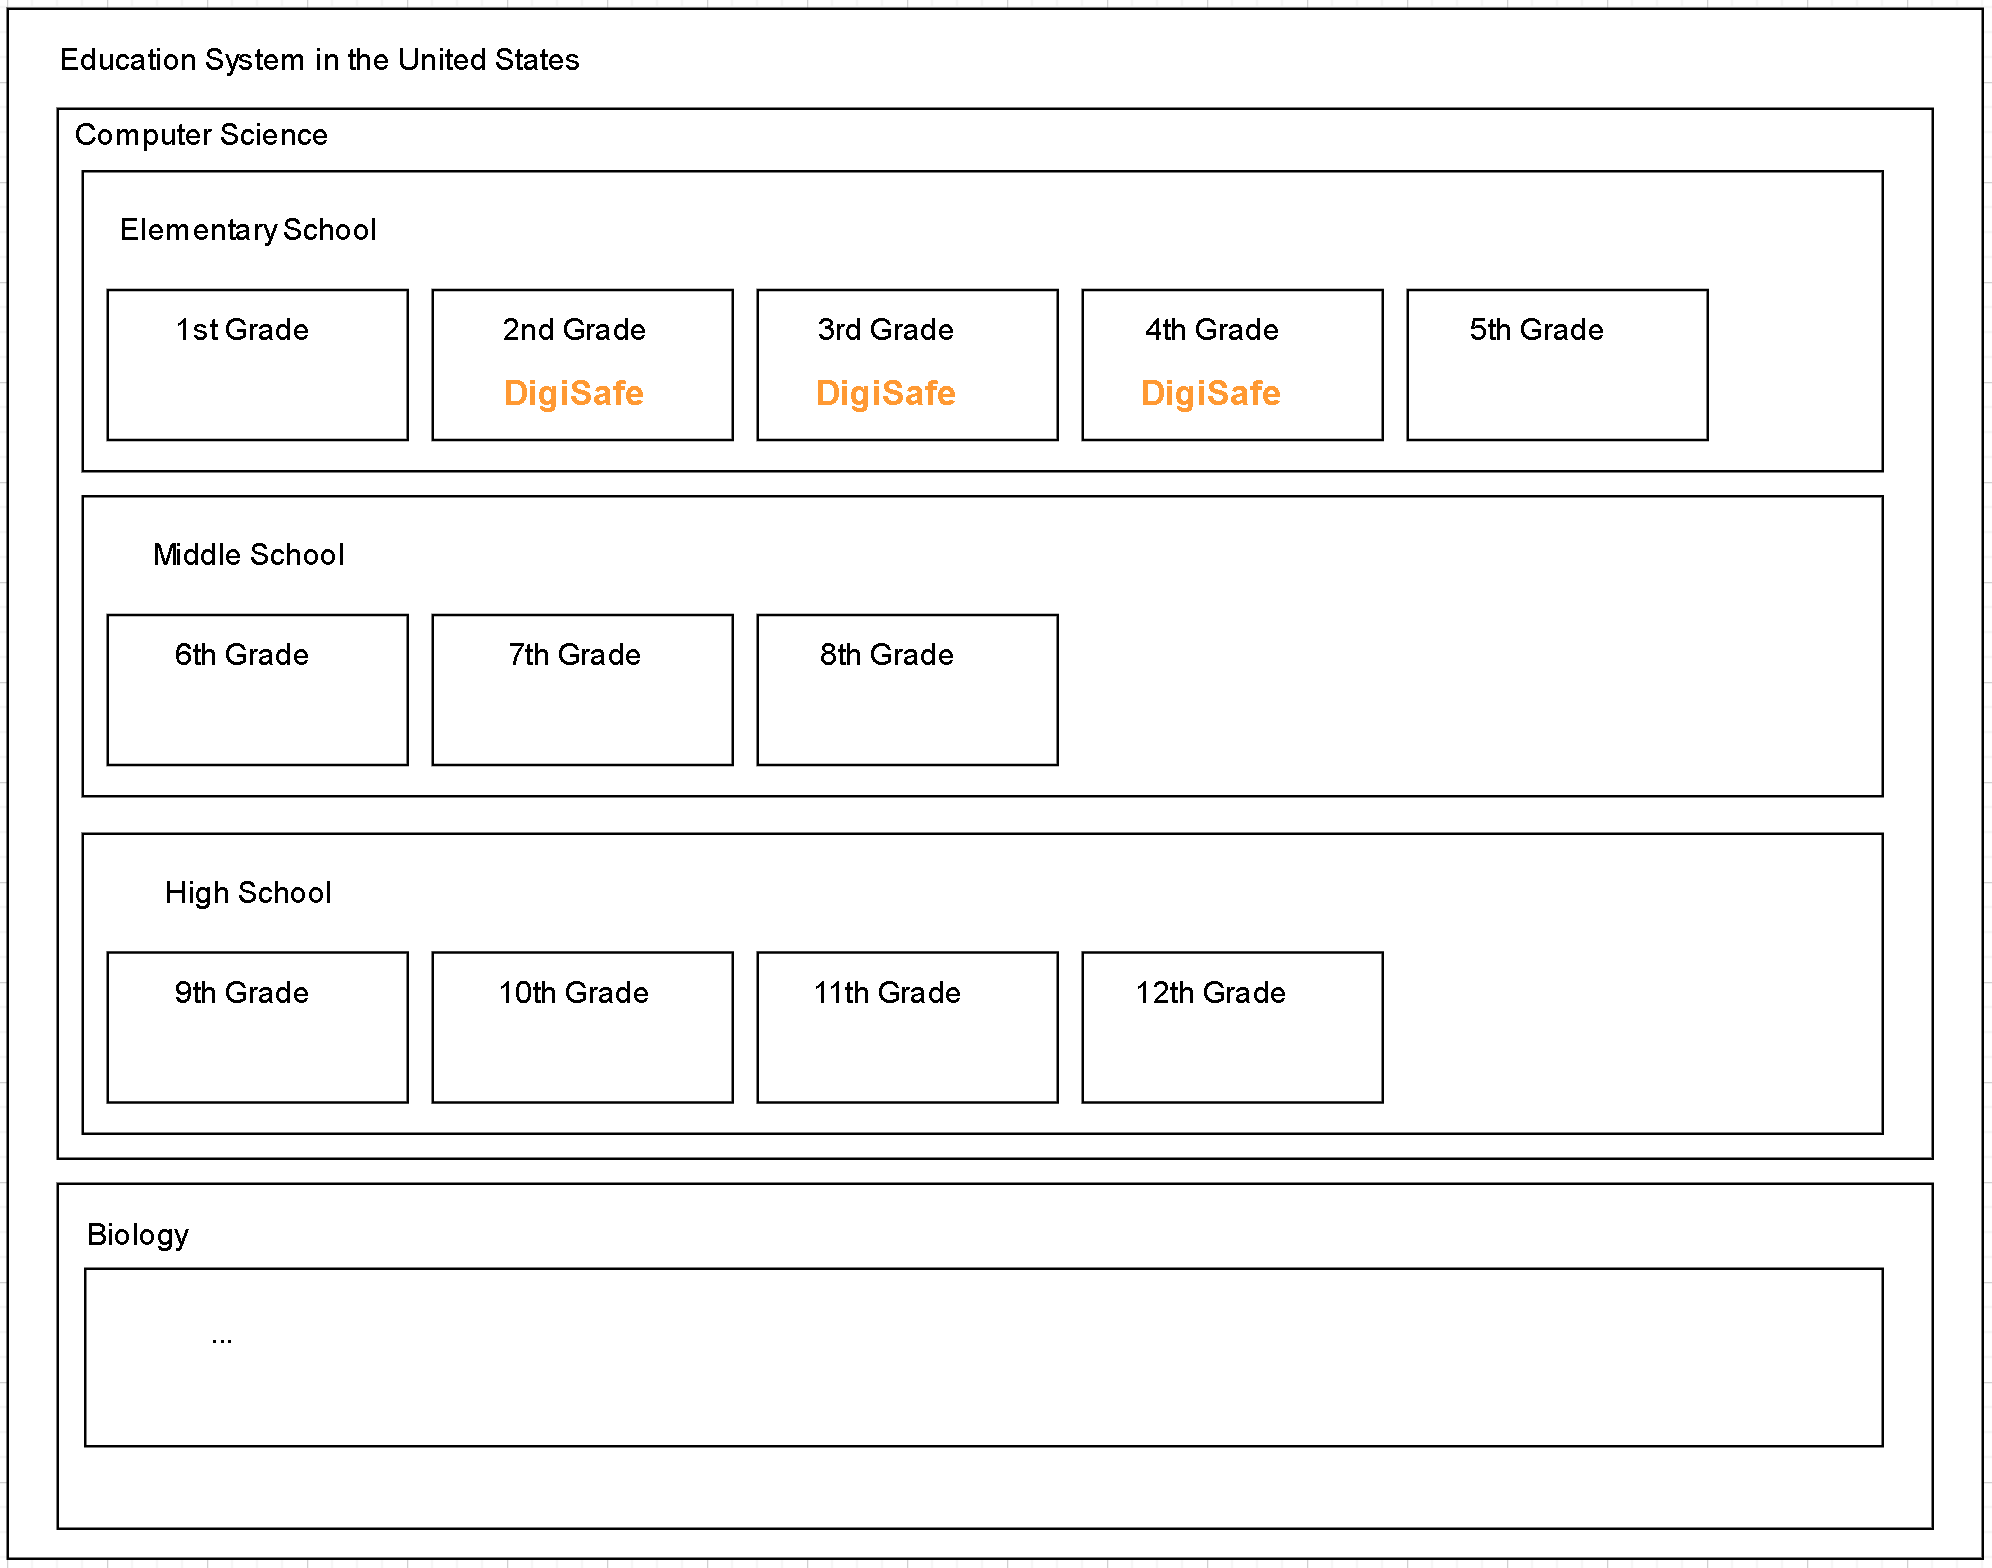 Education System in the United States
Computer Science
Elementary School
1st Grade
2nd Grade
3rd Grade
4th Grade
5th Grade
DigiSafe
DigiSafe
DigiSafe
Middle School
6th Grade
7th Grade
8th Grade
High School
9th Grade
10th Grade
11th Grade
12th Grade
Biology
...